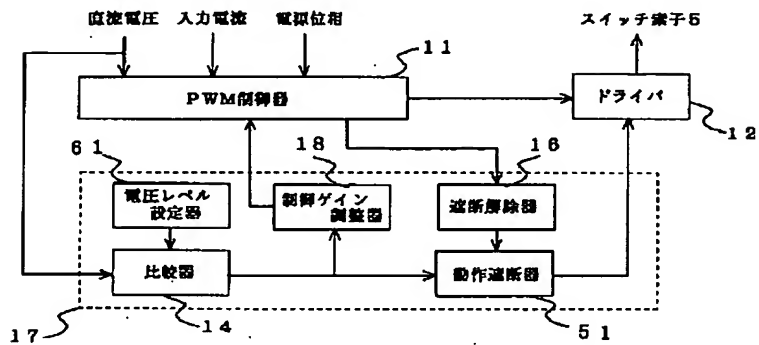 直流電圧 入力電流 電源位相
スイッチ素子5
11
PWM制御器
ドライバ
12
61
18
16
電圧レベル
設定器
制御ゲイン
調整器
遮断解除器
比較器
動作遮断器
17
14
51